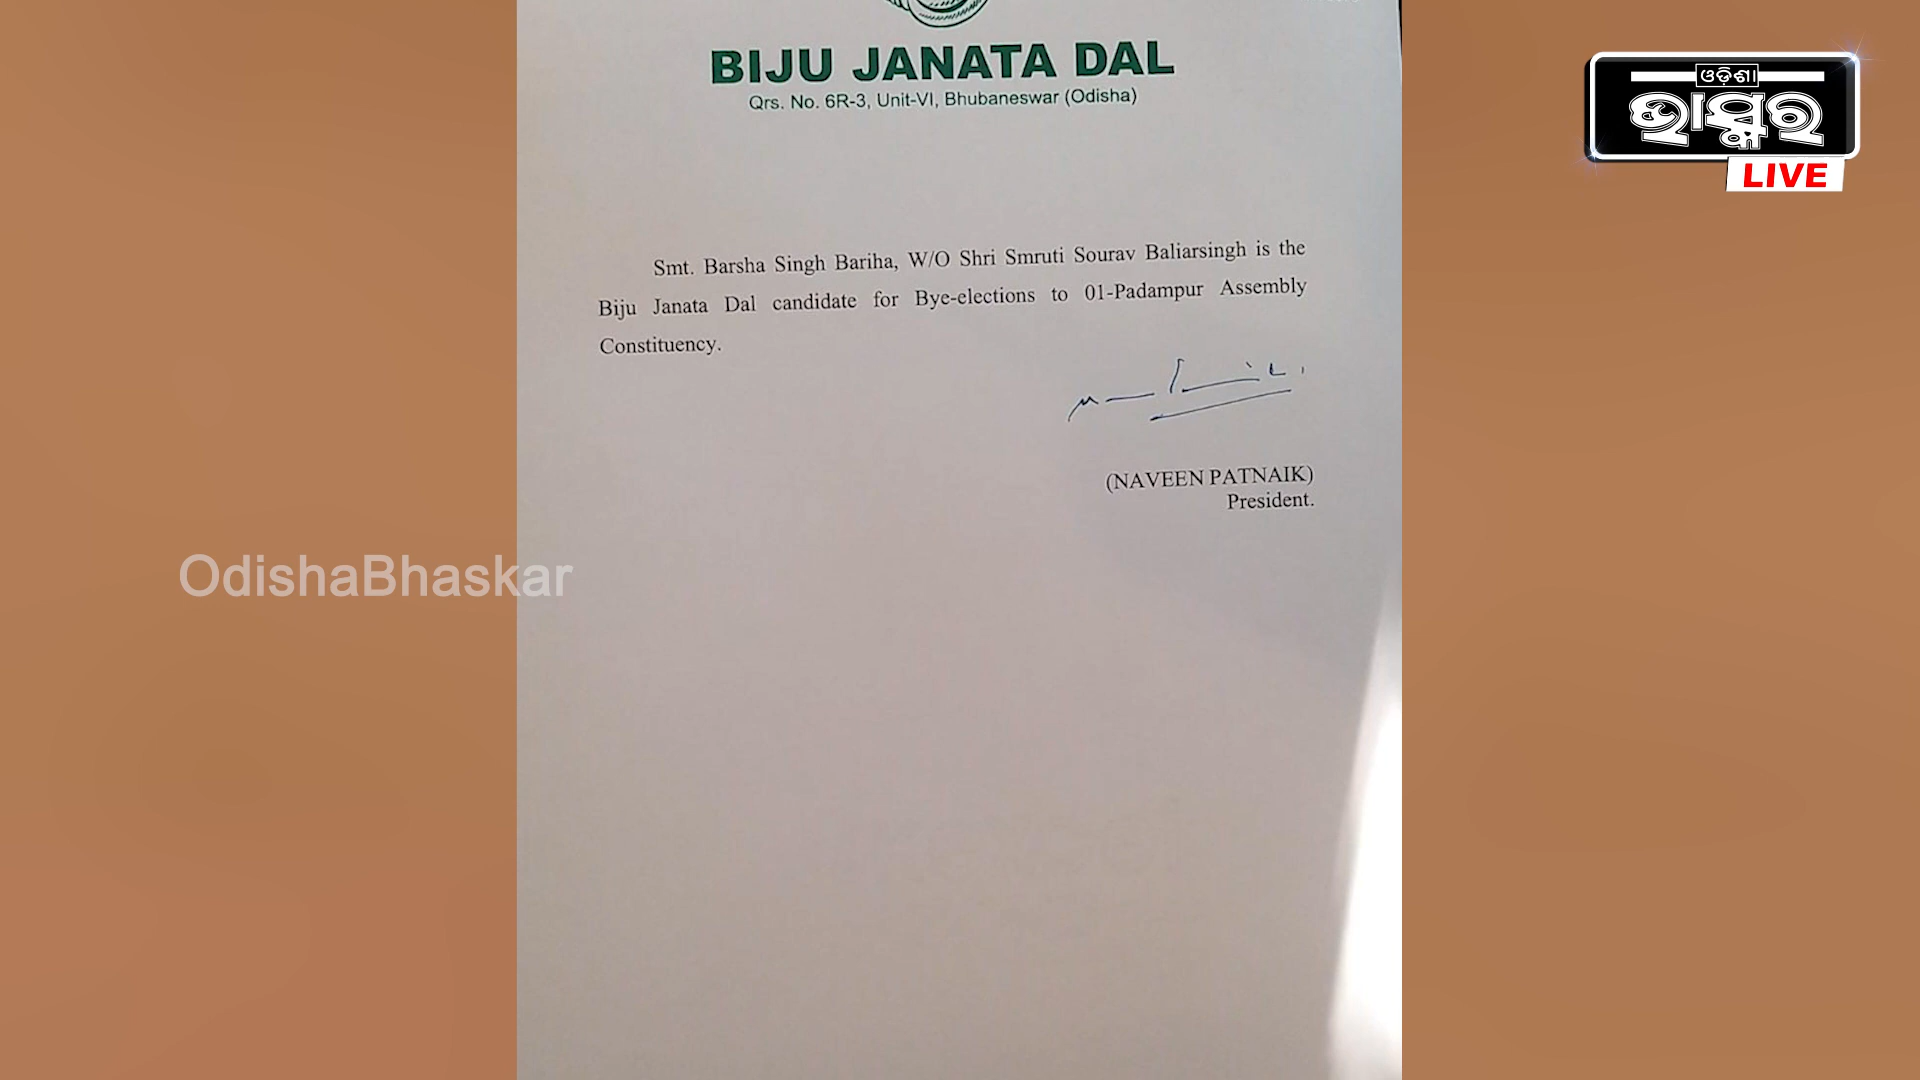 BIJU JANATA DAL
Qrs. No. 6R-3, Unit-VI, Bhubaneswar (Odisha)
ଓଡ଼ିଶା
ଭାସ୍କର
LIVE
Smt. Barsha Singh Bariha, W/O Shri Smruti Sourav Baliarsingh is the
Biju Janata Dal candidate for Bye-elections to 01-Padampur Assembly
Constituency.
(NAVEEN PATNAIK)
President.
OdishaBhaskar